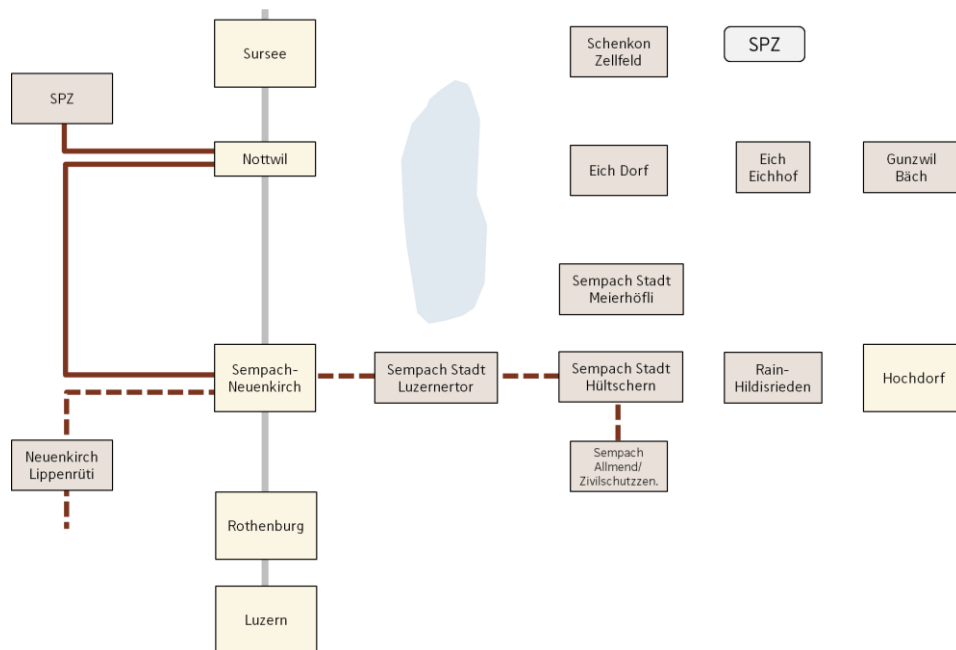 Sursee
Schenkon
Zellfeld
SPZ
SPZ
Nottwil
Eich Dorf
Eich
Eichhof
Gunzwil
Bäch
Sempach Stadt
Meierhöfli
Sempach-
Neuenkirch
Sempach Stadt
Luzernertor
Sempach Stadt
Hültschern
Rain-
Hildisrieden
Hochdorf
Neuenkirch
Lippenrüti
Sempach
Allmend/
Zivilschutzzen.
Rothenburg
Luzern